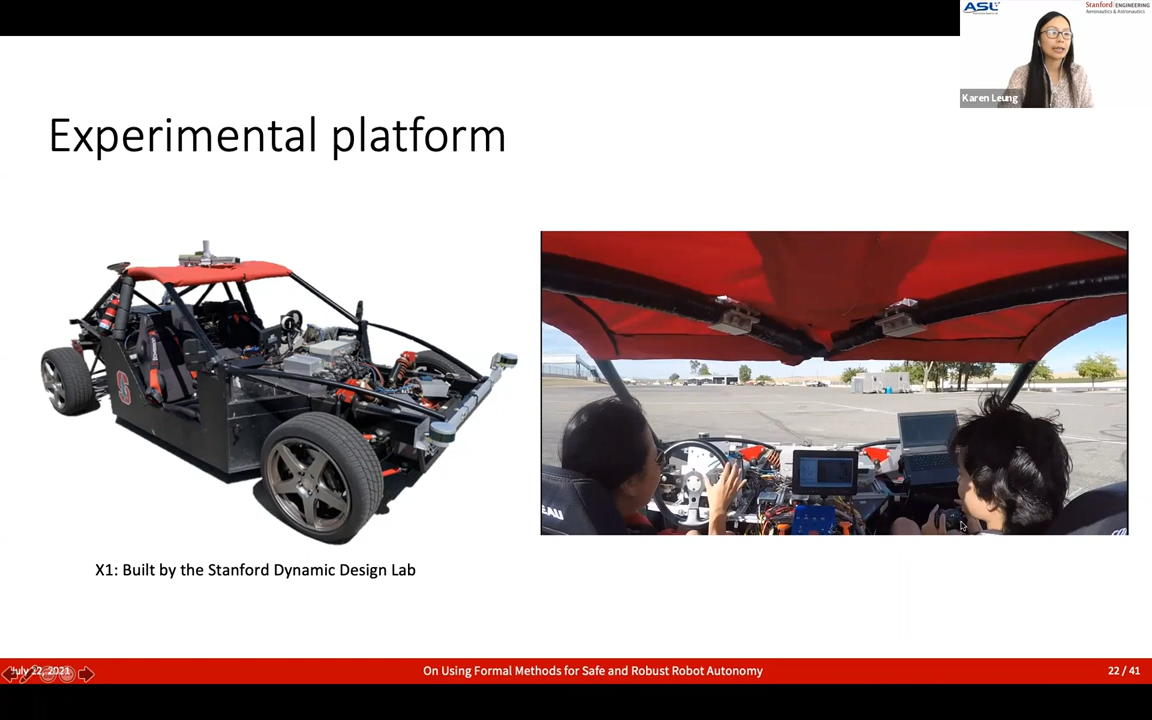 ASL
Stanford ENGINEERING
Aeronautics & Astronautics
Karen Leung
Experimental platform
S
EAU
X1: Built by the Stanford Dynamic Design Lab
July 22, 2021
On Using Formal Methods for Safe and Robust Robot Autonomy
22 / 41